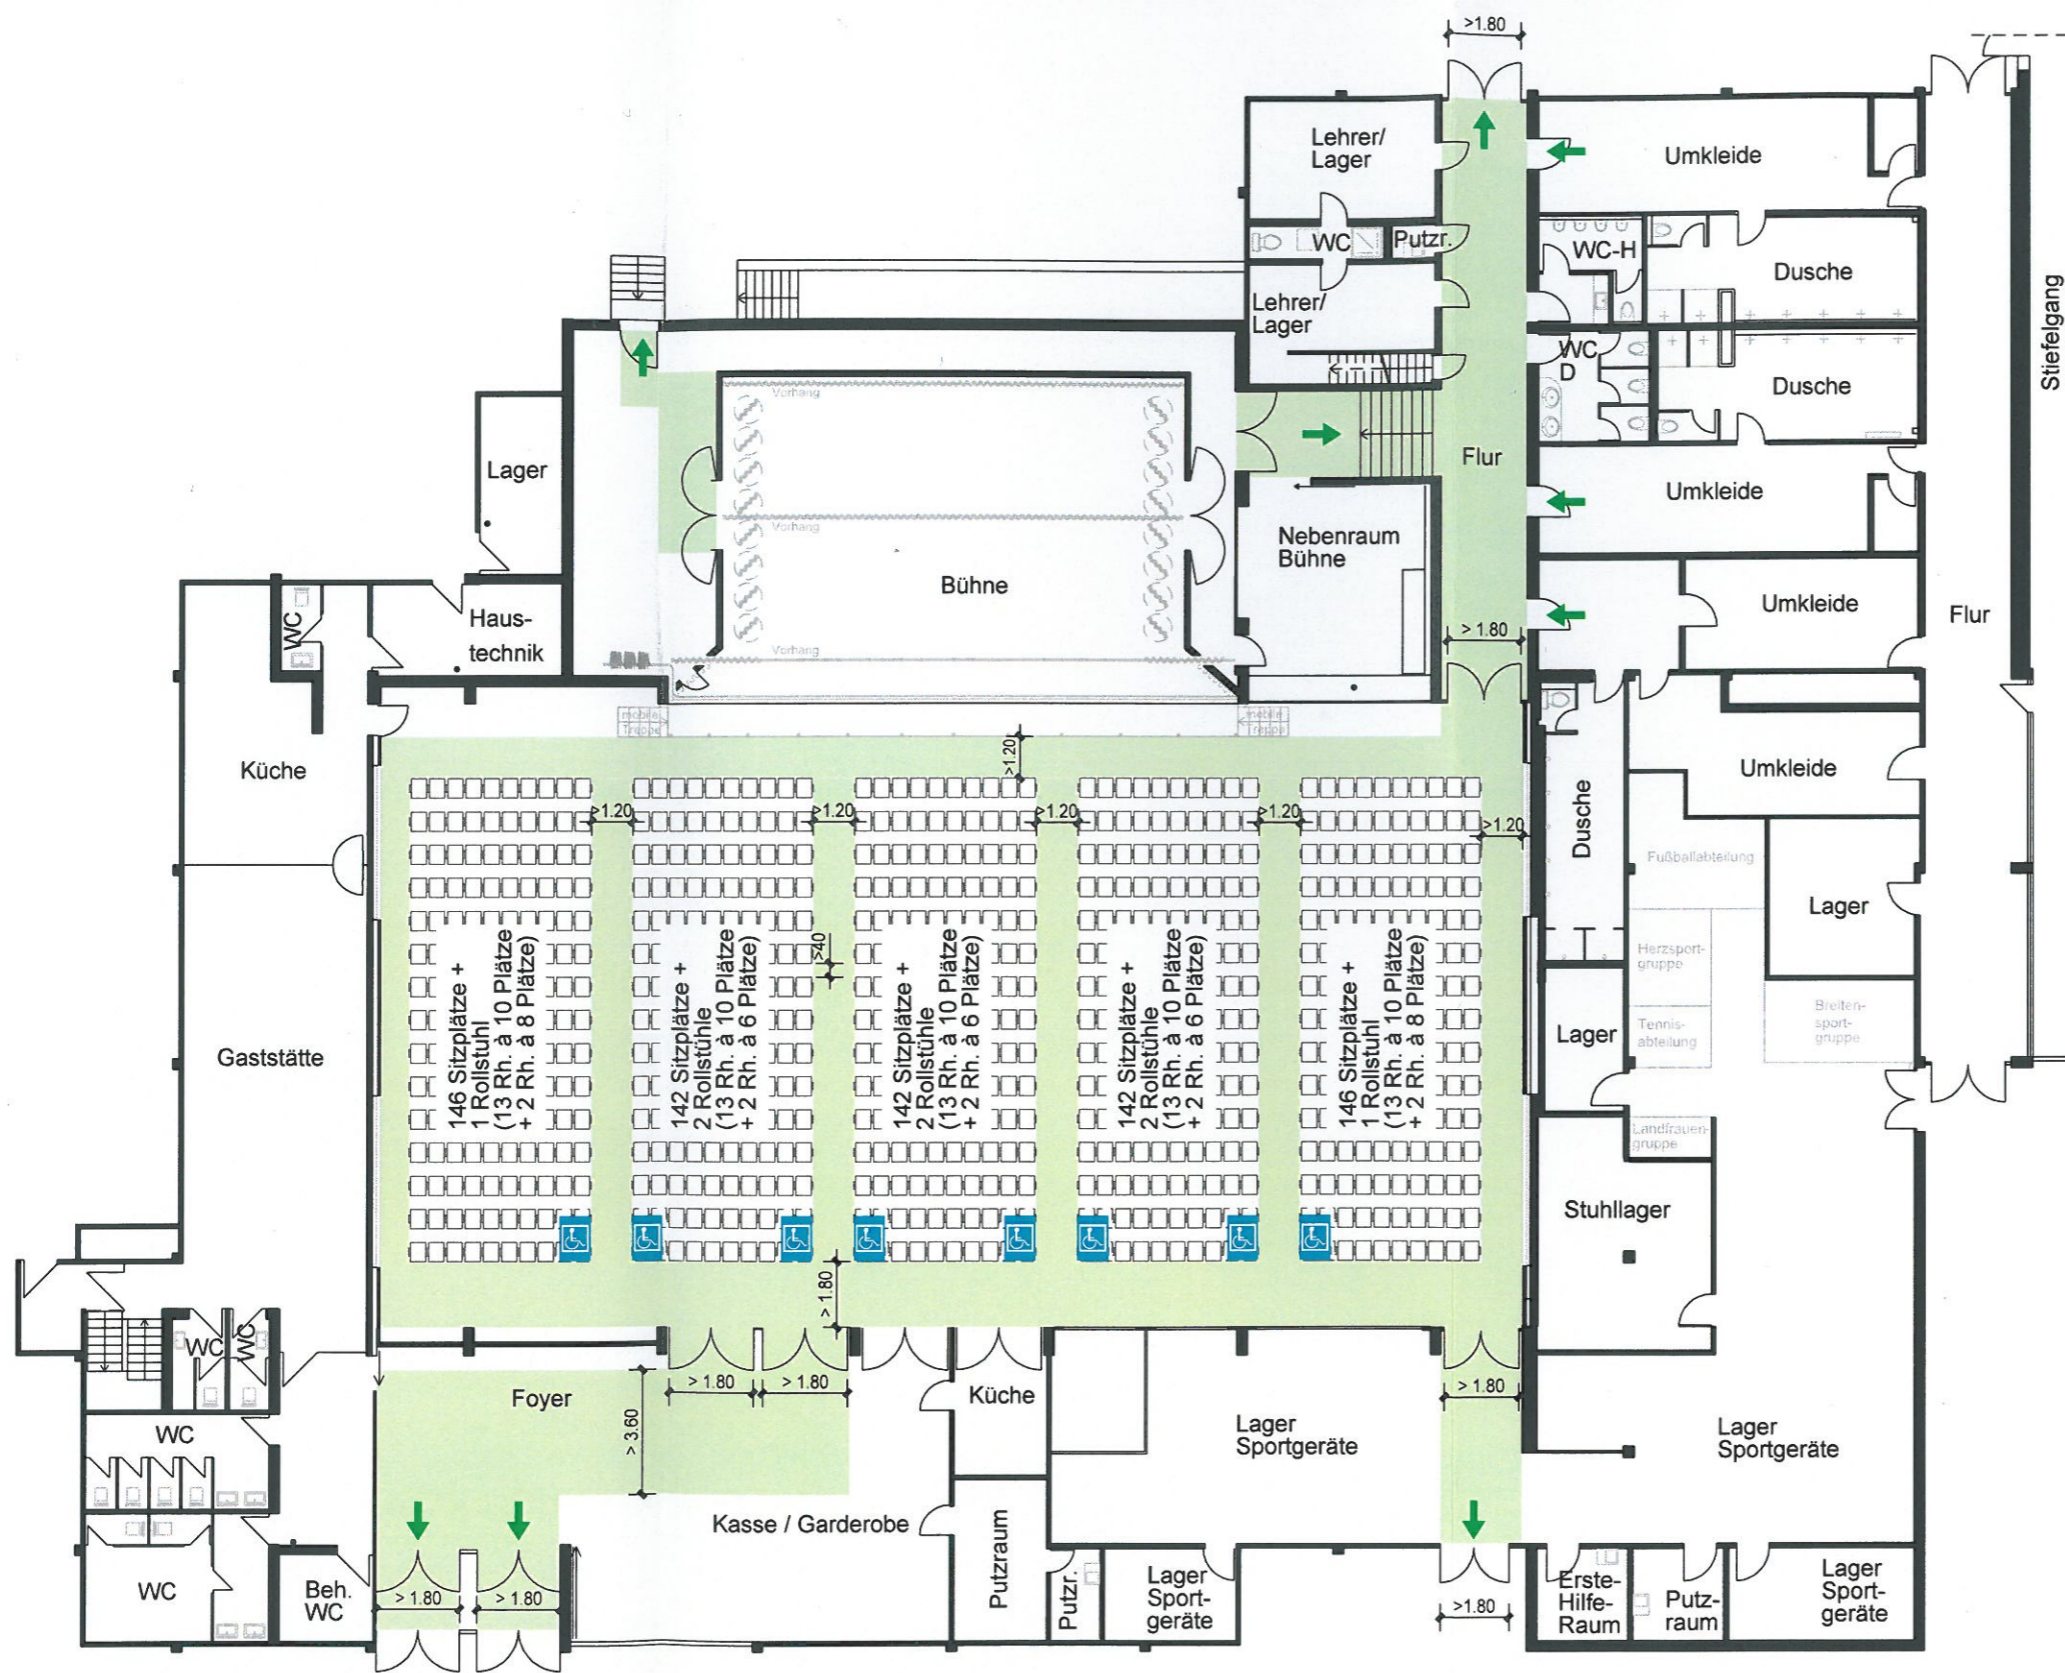 >1.80
Lehrer/
Lager
Umkleide
WC
Putzr.
WC-H
Dusche
Lehrer/
Lager
Stiefelgang
WC
D
Dusche
Vorhang
Lager
Flur
Umkleide
Vorhang
Nebenraum
Bühne
Bühne
WC
Haus-
technik
Umkleide
Flur
> 1.80
Vorhang
mobile
Treppe
mobile
Treppe
Küche
>1.20
Umkleide
Dusche
>1.20
>1.20
>1.20
>1.20
>1.20
Fußballabteilung
Lager
>40
146 Sitzplätze +
1 Rollstuhl
(13 Rh. à 10 Plätze
+ 2 Rh. à 8 Plätze)
142 Sitzplätze +
2 Rollstühle
(13 Rh. à 10 Plätze
+ 2 Rh. à 6 Plätze)
142 Sitzplätze +
2 Rollstühle
(13 Rh. à 10 Plätze
+ 2 Rh. à 6 Plätze)
142 Sitzplätze +
2 Rollstühle
(13 Rh. à 10 Plätze
+ 2 Rh. à 6 Plätze)
146 Sitzplätze +
1 Rollstuhl
(13 Rh. à 10 Plätze
+ 2 Rh. à 8 Plätze)
Herzsport-
gruppe
Breiten-
sport-
gruppe
Tennis-
abteilung
Lager
Gaststätte
Landfrauen-
gruppe
Stuhllager
> 1.80
WC
WC
> 1.80
> 1.80
> 1.80
Foyer
Küche
> 3.60
WC
Lager
Sportgeräte
Lager
Sportgeräte
Kasse / Garderobe
Putzraum
WC
Beh.
WC
> 1.80
> 1.80
Putzr.
Lager
Sport-
geräte
>1.80
Erste-
Hilfe-
Raum
Putz-
raum
Lager
Sport-
geräte